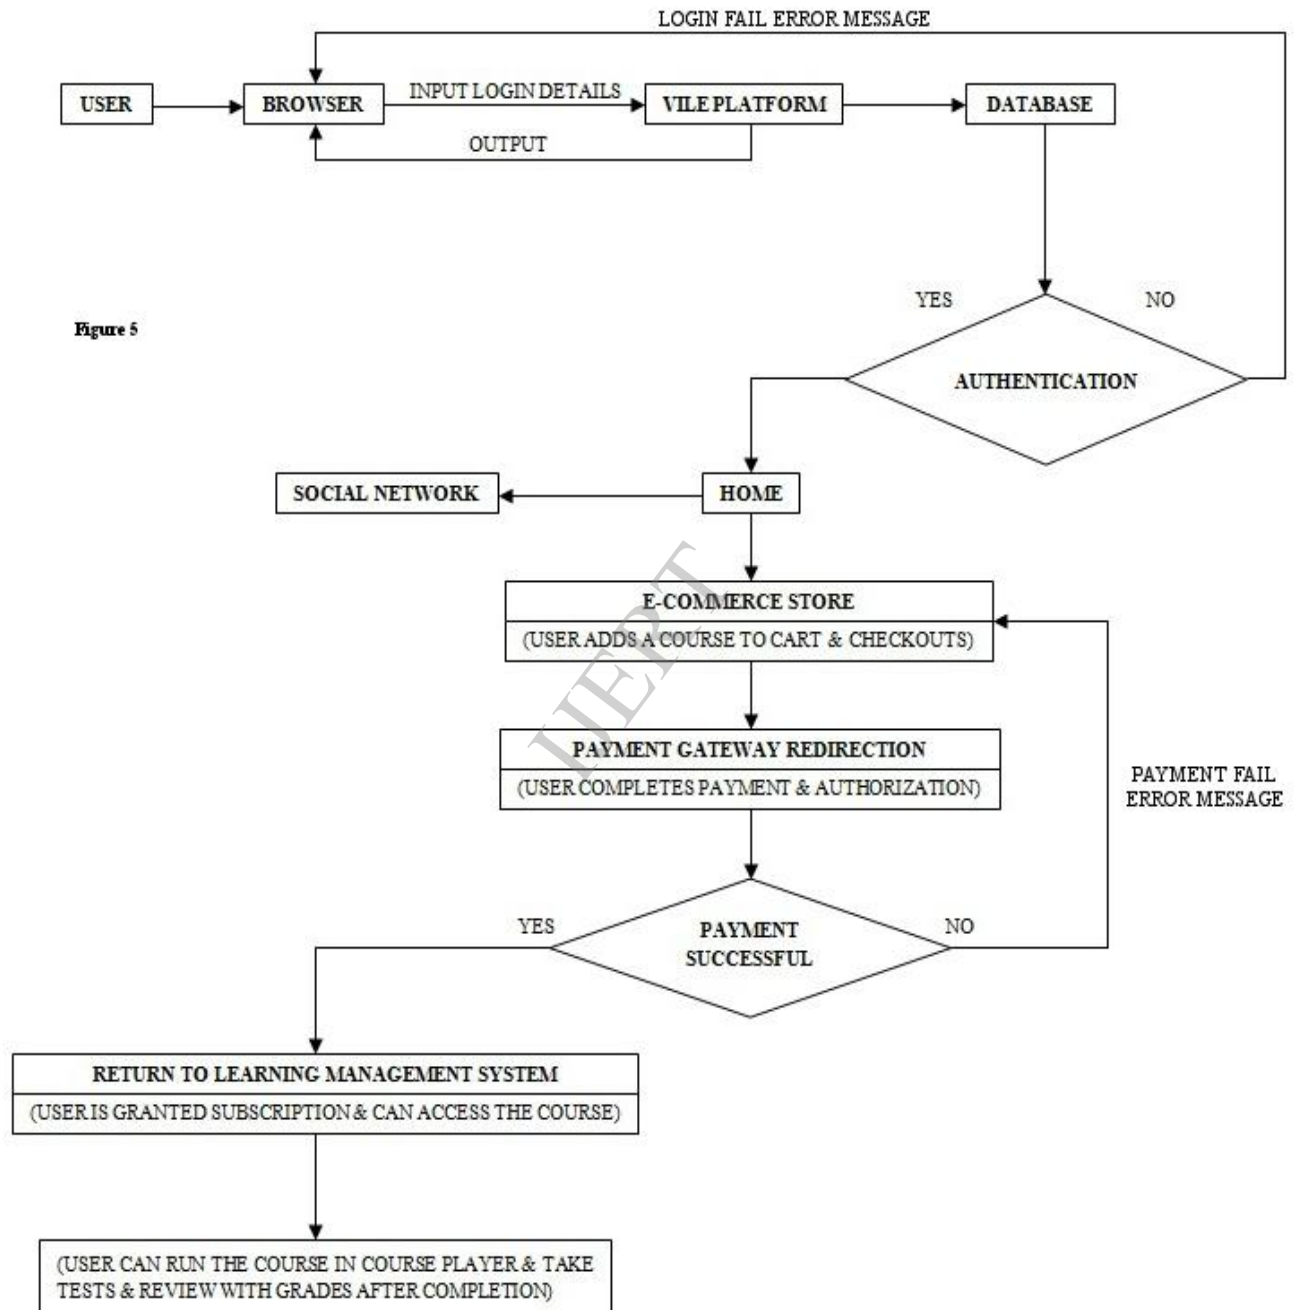 LOGIN FAIL ERROR MESSAGE
USER
BROWSER
INPUT LOGIN DETAILS
VILE PLATFORM
DATABASE
OUTPUT
YES
NO
Figure 5
AUTHENTICATION
SOCIAL NETWORK
HOME
E-COMMERCE STORE
(USER ADDS A COURSE TO CART & CHECKOUTS)
IJERT
PAYMENT GATEWAY REDIRECTION
(USER COMPLETES PAYMENT & AUTHORIZATION)
PAYMENT FAIL
ERROR MESSAGE
YES
NO
PAYMENT
SUCCESSFUL
RETURN TO LEARNING MANAGEMENT SYSTEM
(USER IS GRANTED SUBSCRIPTION & CAN ACCESS THE COURSE)
(USER CAN RUN THE COURSE IN COURSE PLAYER & TAKE
TESTS & REVIEW WITH GRADES AFTER COMPLETION)